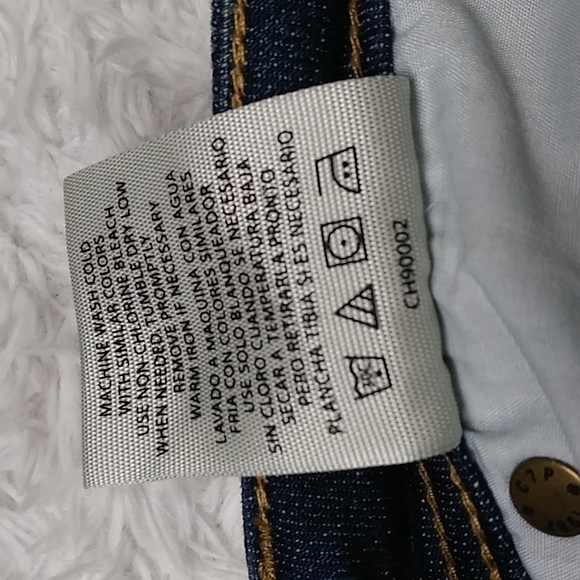 MACHINE WASH COLD
WITH SIMILAR COLORS
USE NON-CHLORINE BLEACH
WHEN NEEDED. TUMBLE DRY LOW
REMOVE PROMPTLY
WARM IRON IF NECESSARY
LAVADO A MAQUINA CON AGUA
FRIA CON COLORES SIMILARES
USE SOLO BLANQUEADOR
SIN CLORO CUANDO SE NECESARIO
SECAR A TEMPERATURA BAJA
PERO RETIRARLA PRONTO
PLANCHA TIBIA SI ES NECESARIO
CH90002